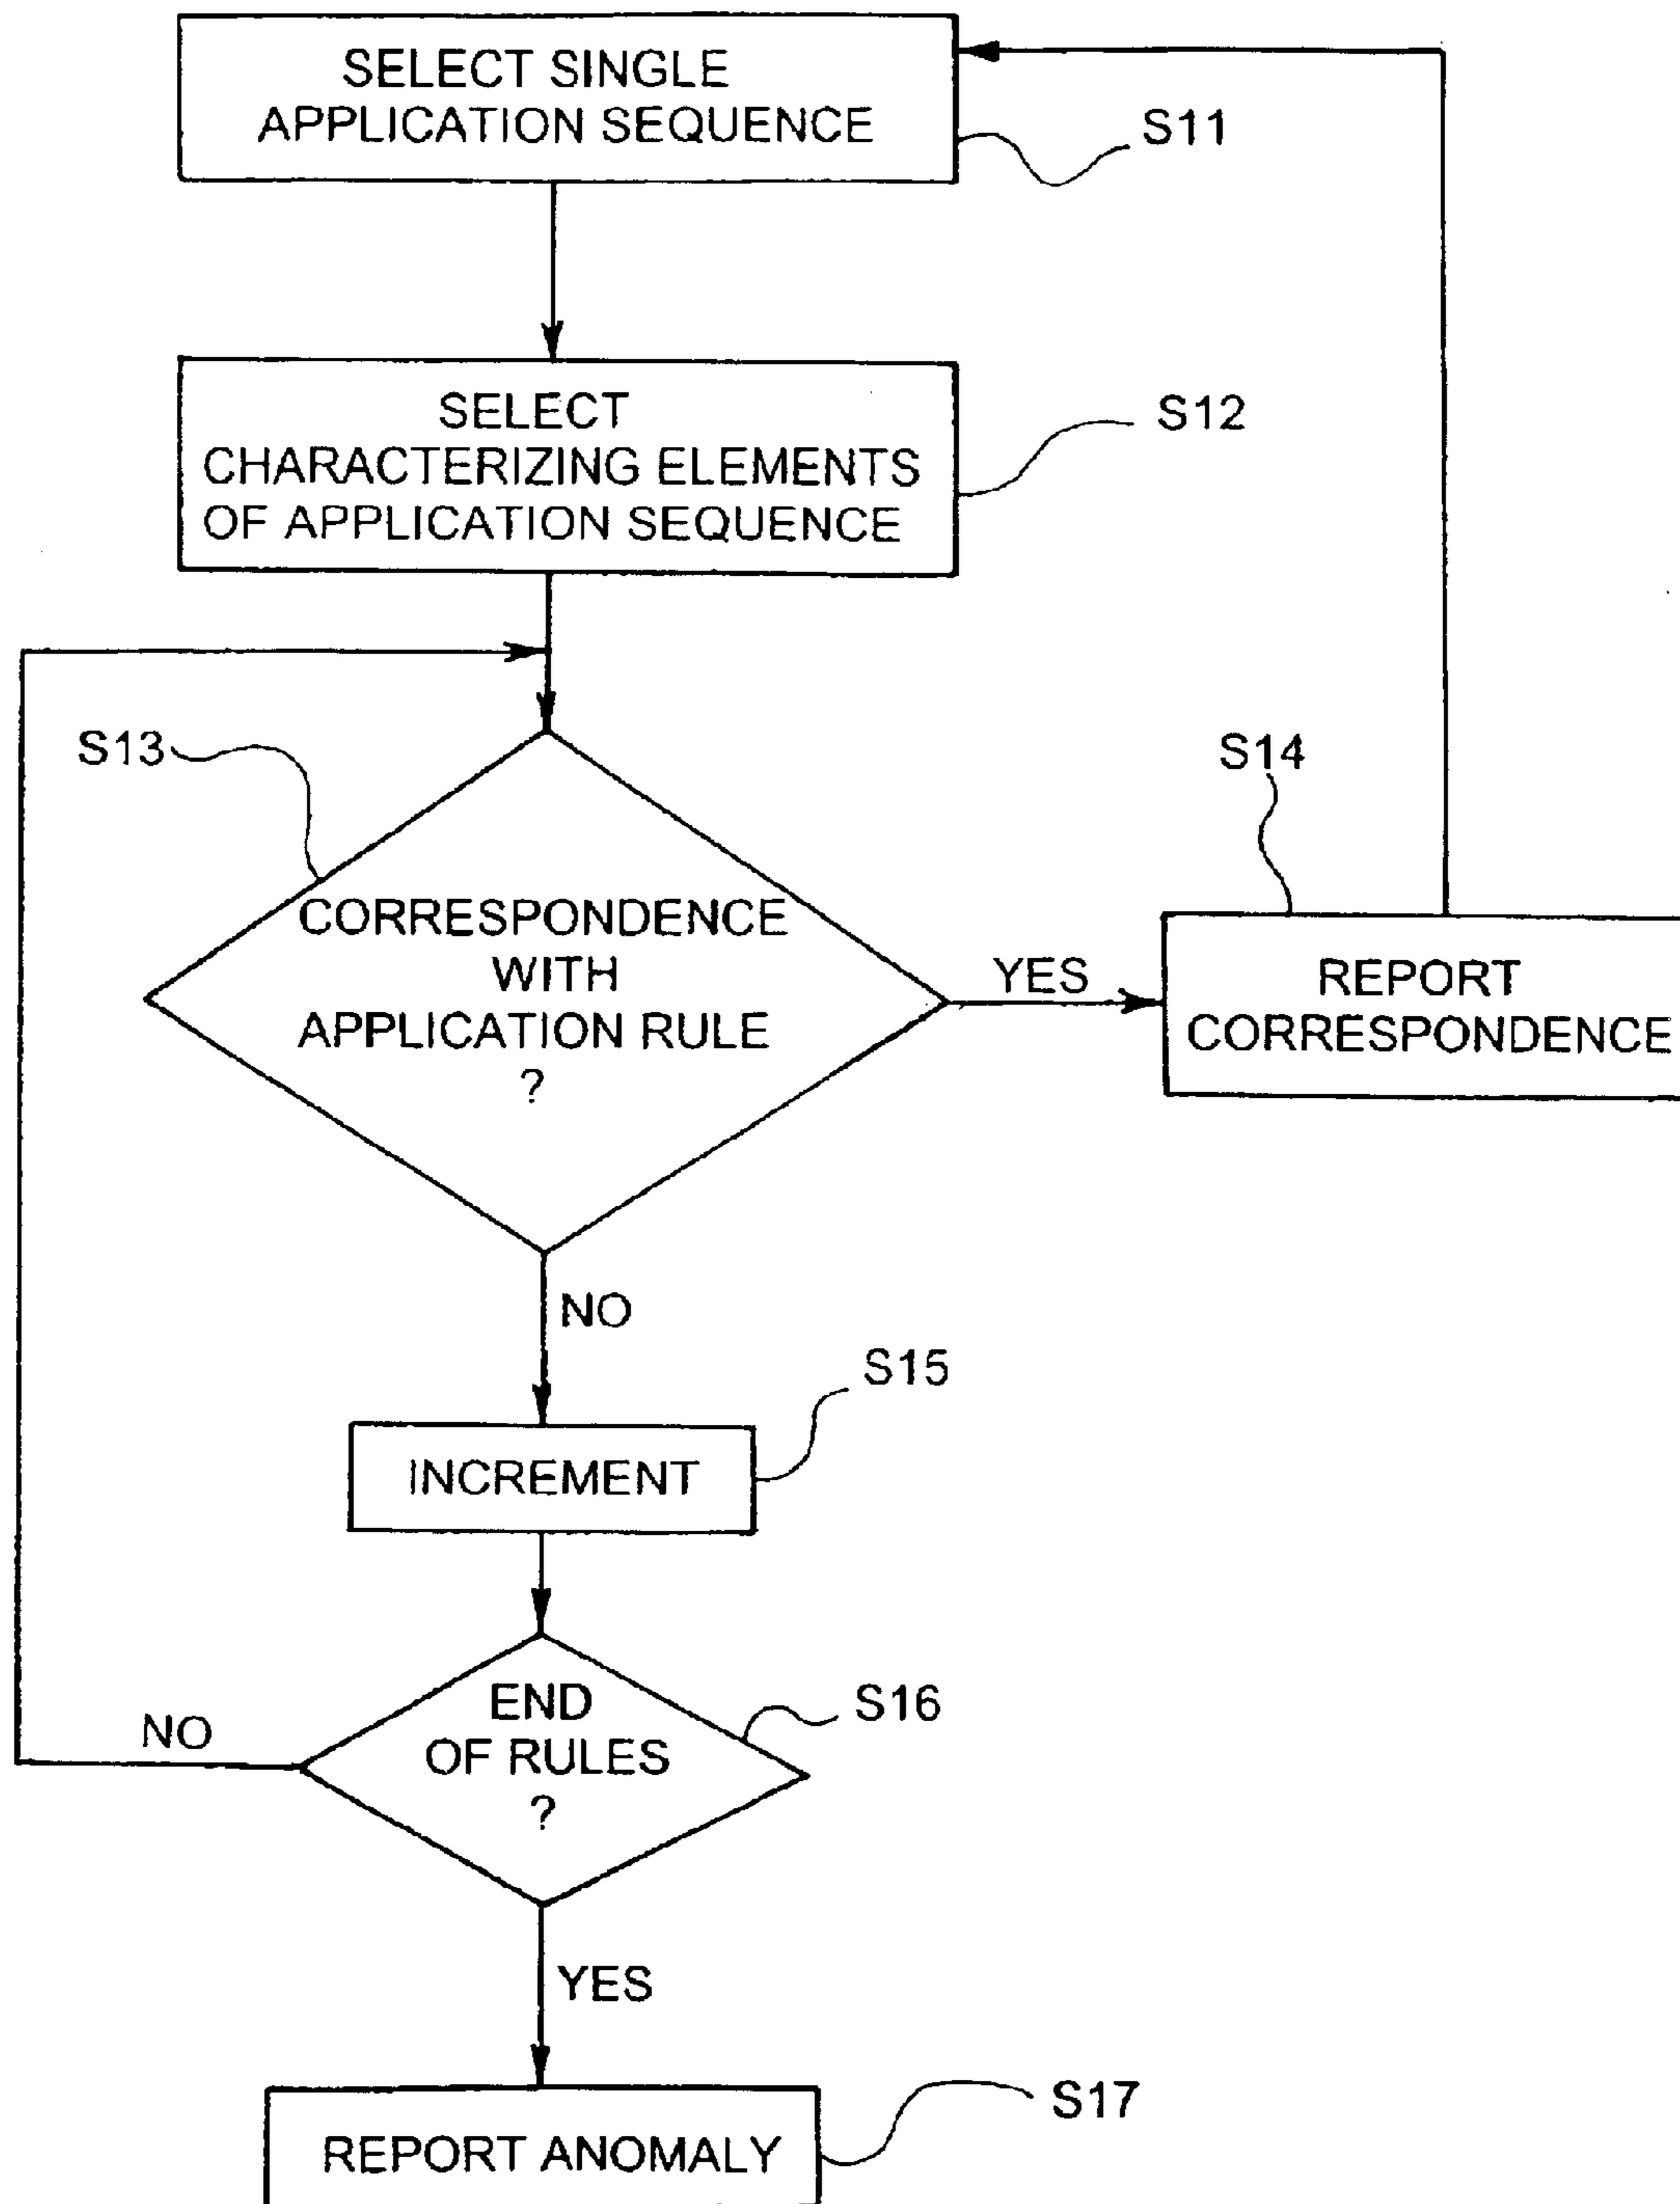 SELECT SINGLE
APPLICATION SEQUENCE
S11
SELECT
CHARACTERIZING ELEMENTS
OF APPLICATION SEQUENCE
S12
S13
CORRESPONDENCE
WITH
APPLICATION RULE
?
YES
S14
REPORT
CORRESPONDENCE
NO
S15
INCREMENT
S16
END
OF RULES
?
NO
YES
S17
REPORT ANOMALY